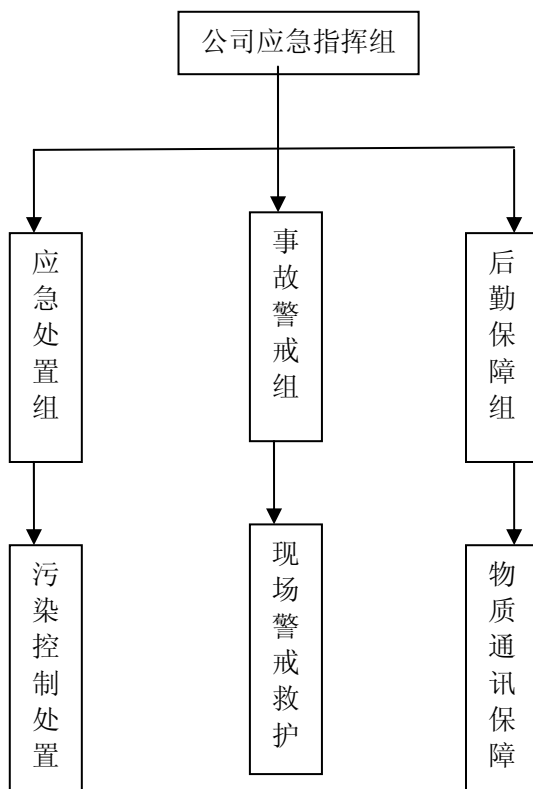 公司应急指挥组
应急处置组
事故警戒组
后勤保障组
污染控制处置
现场警戒救护
物质通讯保障